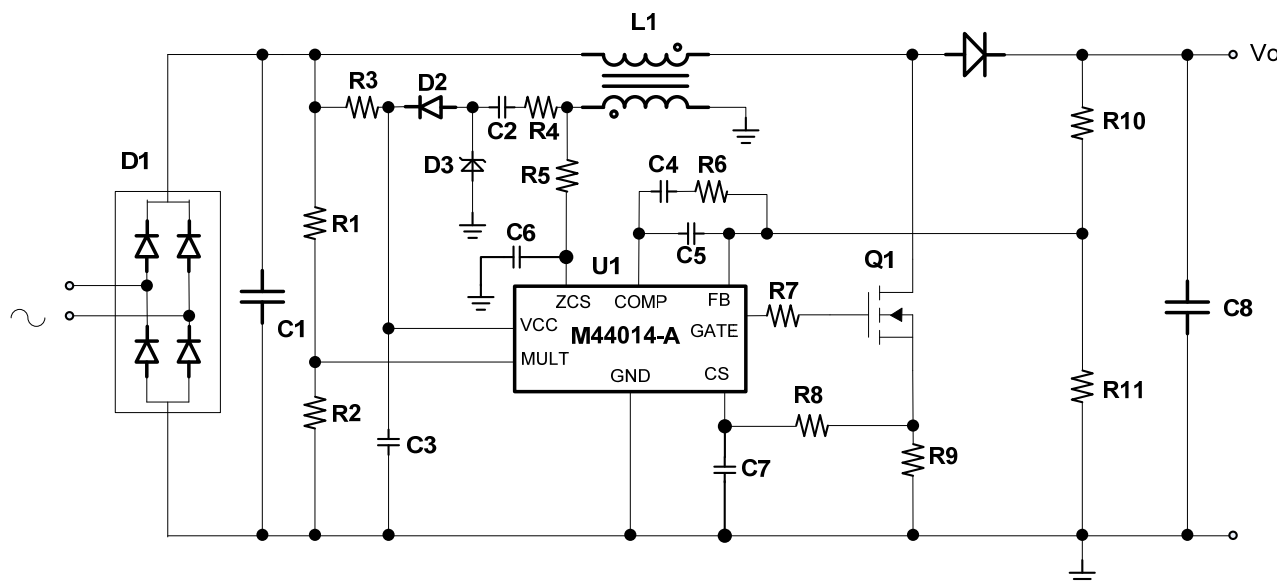 L1
Vo
R3
D2
C2
R4
R10
D1
D3
R5
C4
R6
R1
C6
C5
U1
Q1
ZCS
COMP
FB
R7
C1
VCC
M44014-A
GATE
C8
MULT
GND
CS
R8
R11
R2
C3
C7
R9